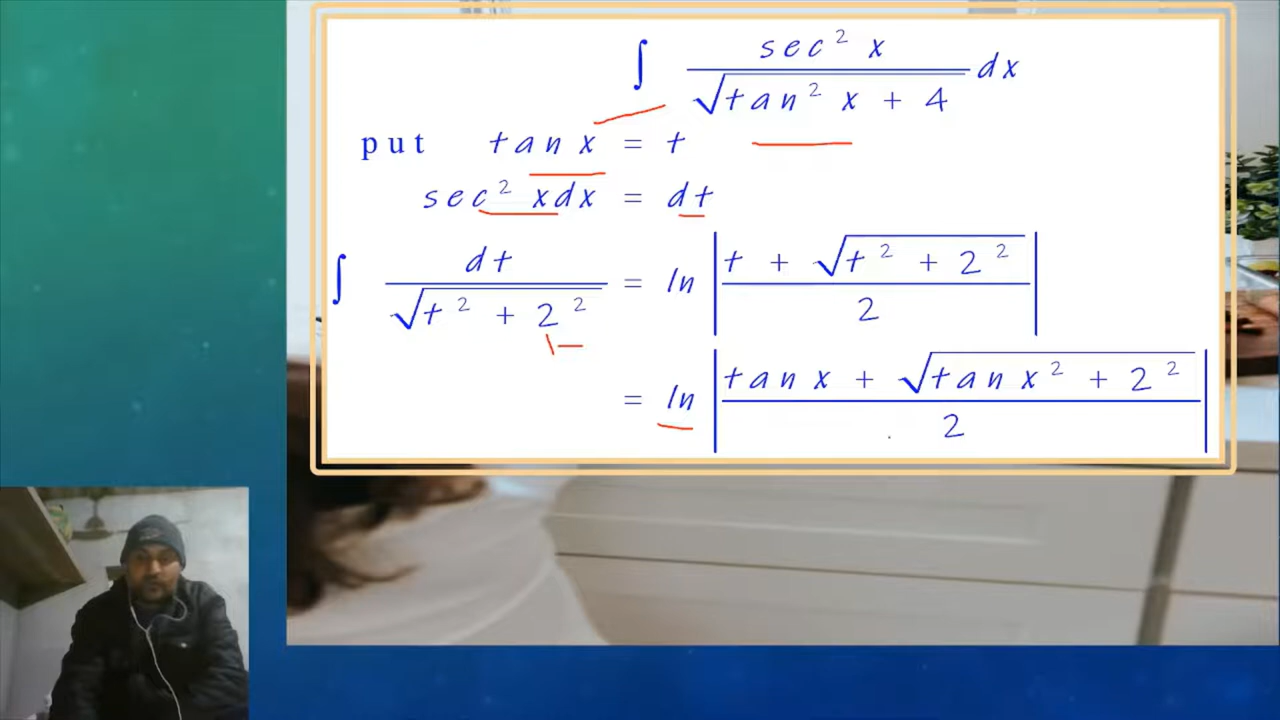 ∫ sec² x / √(tan² x + 4) dx
put tan x = t
sec² xdx = dt
∫ dt / √(t² + 2²) = ln |(t + √(t² + 2²)) / 2|
= ln |(tan x + √(tan x² + 2²)) / 2|